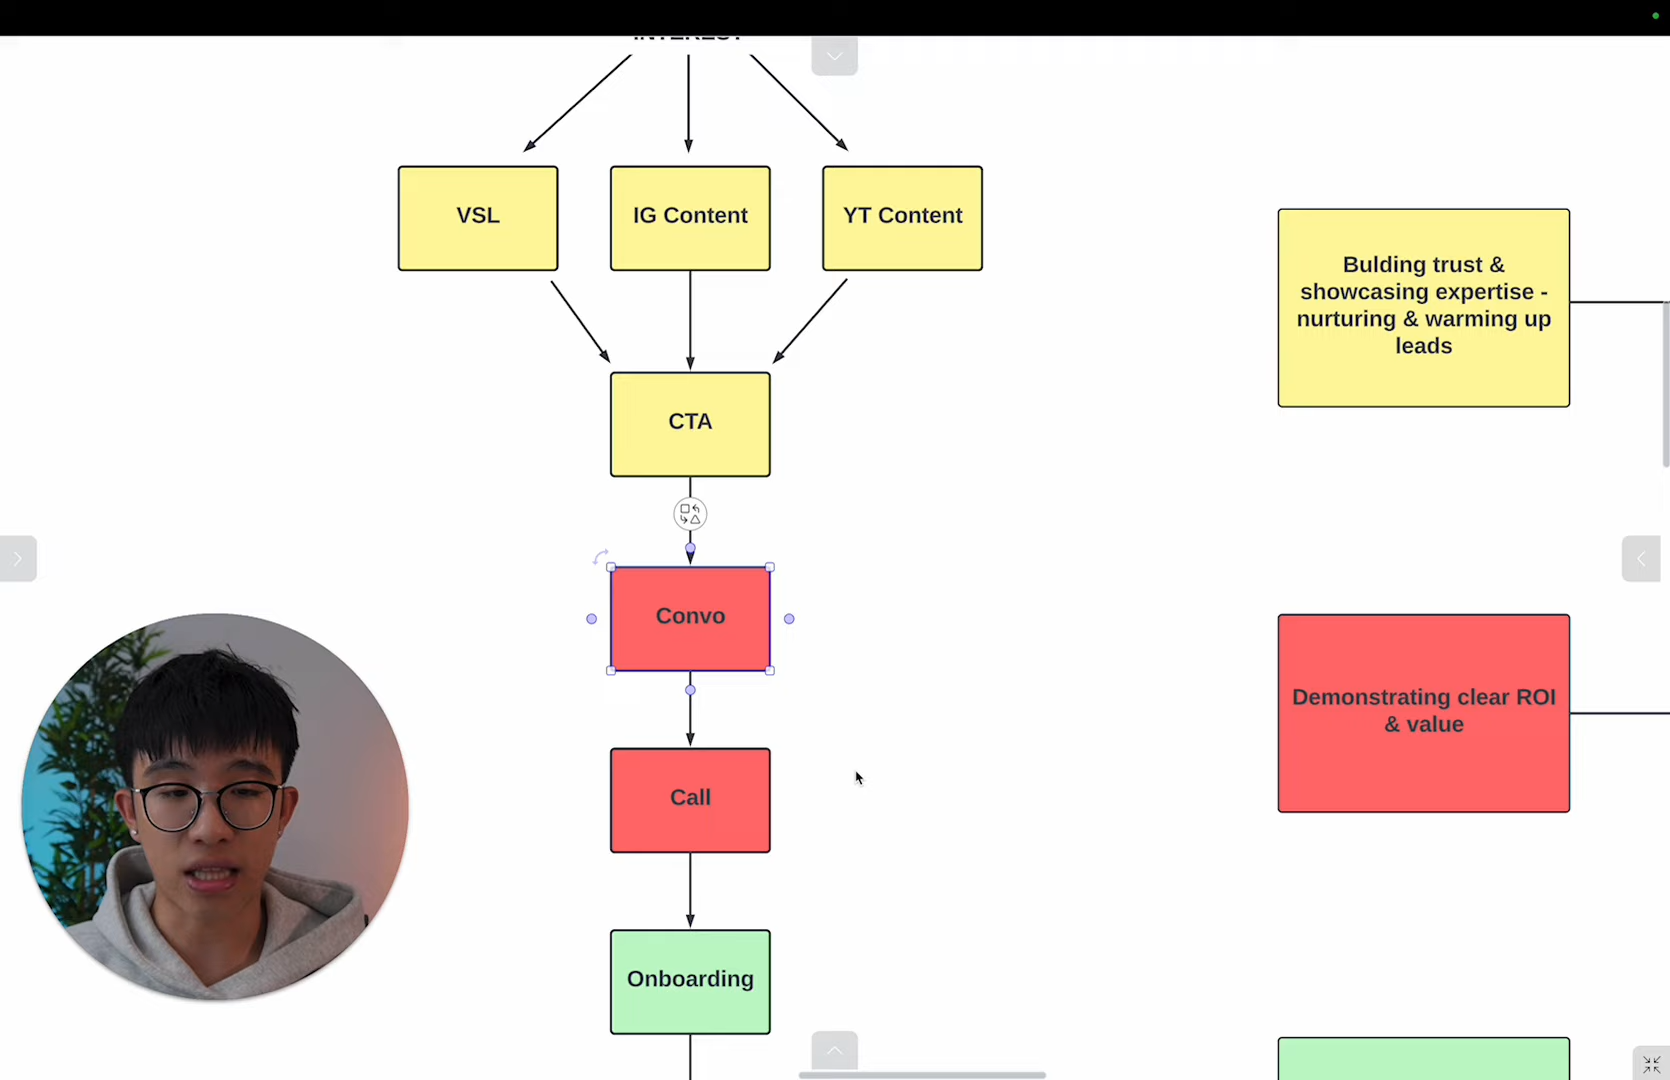 INTEREST
VSL
IG Content
YT Content
CTA
Convo
Call
Onboarding
Bulding trust &
showcasing expertise -
nurturing & warming up
leads
Demonstrating clear ROI
& value